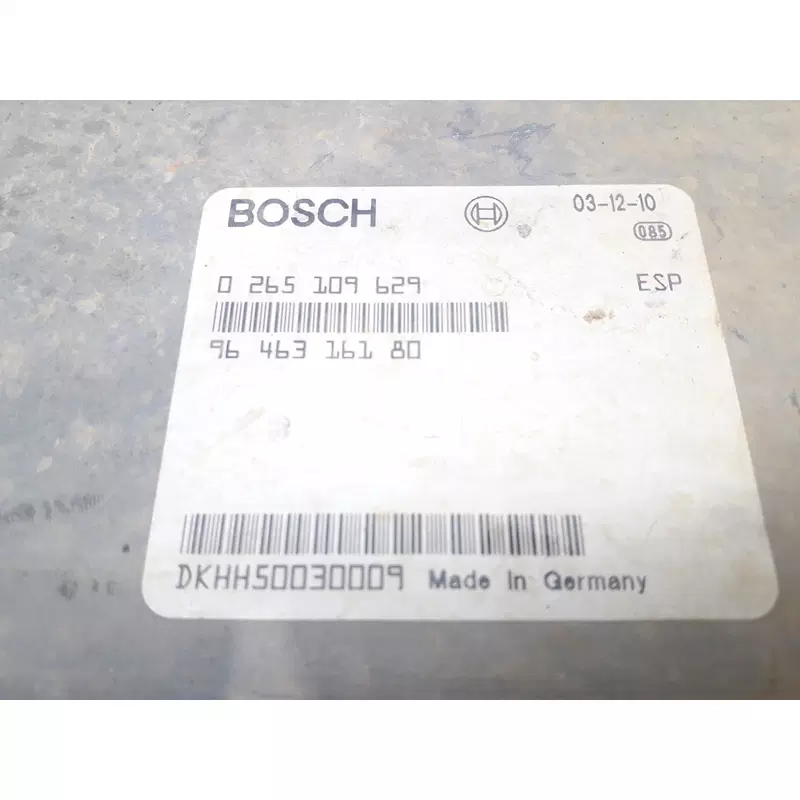 BOSCH
03-12-10
085
0 265 109 629
ESP
96 463 161 80
DKHH50030009 Made in Germany